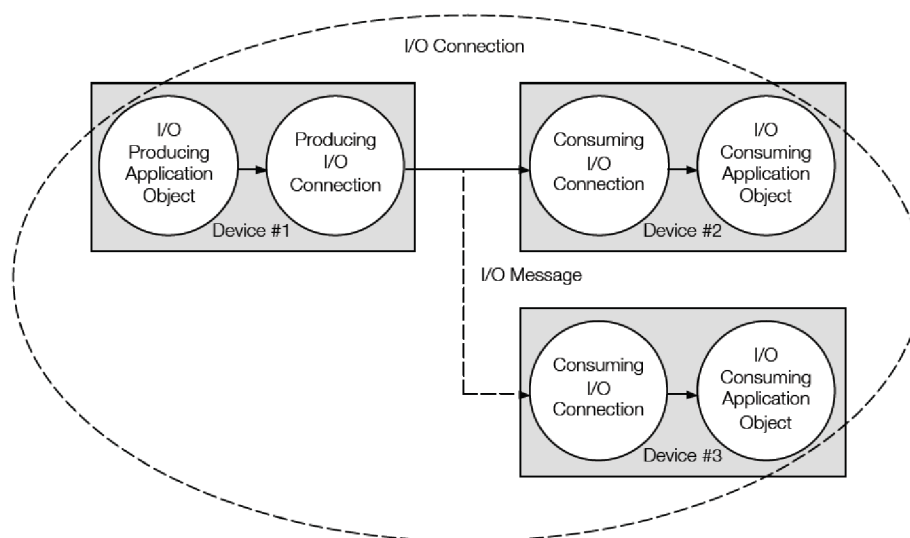 I/O Connection
I/O
Producing
Application
Object
Producing
I/O
Connection
Device #1
Consuming
I/O
Connection
I/O
Consuming
Application
Object
Device #2
I/O Message
Consuming
I/O
Connection
I/O
Consuming
Application
Object
Device #3